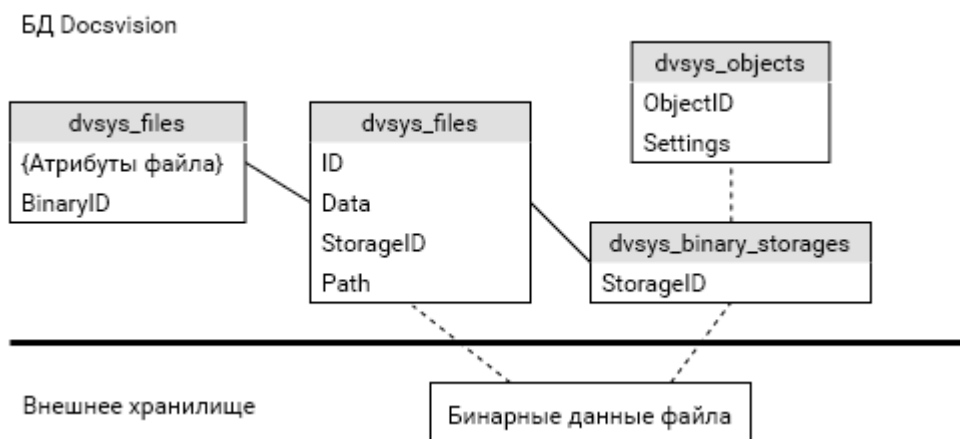 БД Docsvision
dvsys_files
{Атрибуты файла}
BinaryID
dvsys_files
ID
Data
StorageID
Path
dvsys_objects
ObjectID
Settings
dvsys_binary_storages
StorageID
Внешнее хранилище
Бинарные данные файла